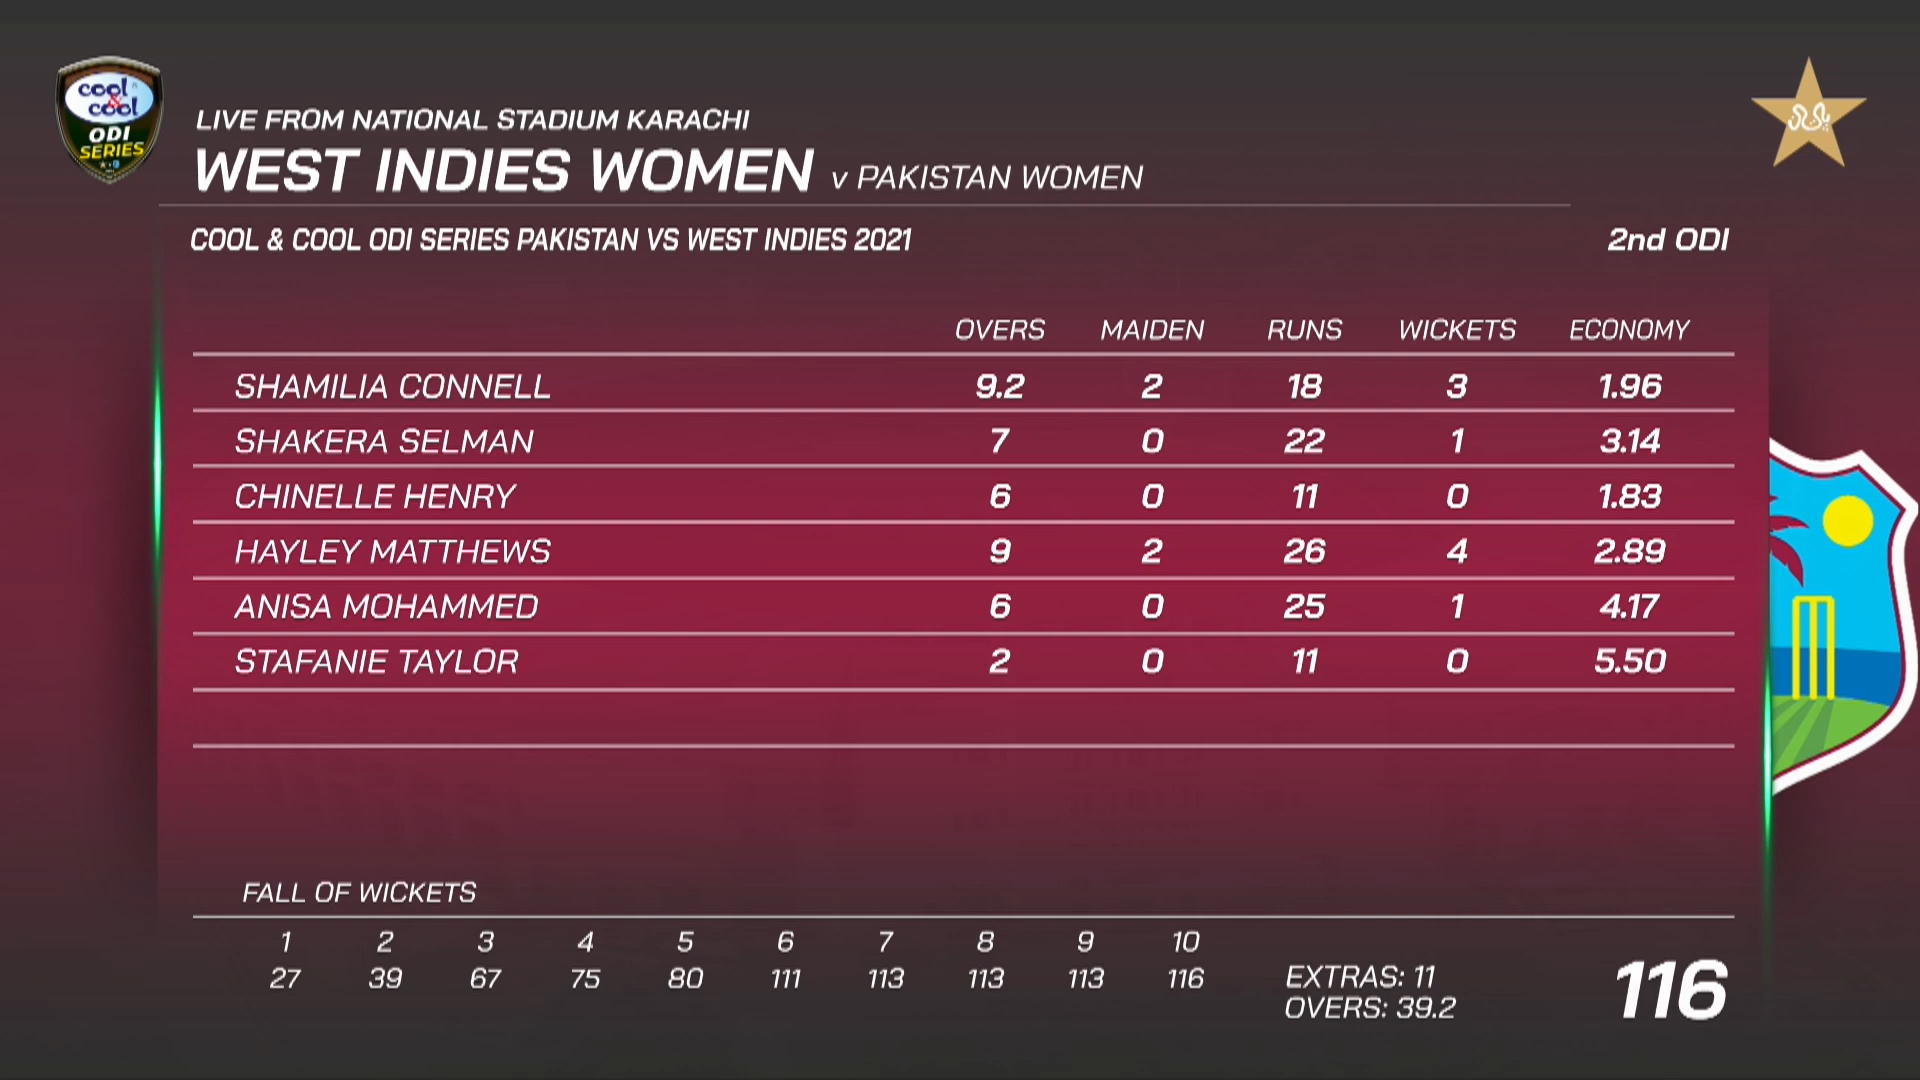 cool & cool
ODI
SERIES
LIVE FROM NATIONAL STADIUM KARACHI
WEST INDIES WOMEN v PAKISTAN WOMEN
COOL & COOL ODI SERIES PAKISTAN VS WEST INDIES 2021 2nd ODI
OVERS MAIDEN RUNS WICKETS ECONOMY
SHAMILIA CONNELL 9.2 2 18 3 1.96
SHAKERA SELMAN 7 0 22 1 3.14
CHINELLE HENRY 6 0 11 0 1.83
HAYLEY MATTHEWS 9 2 26 4 2.89
ANISA MOHAMMED 6 0 25 1 4.17
STAFANIE TAYLOR 2 0 11 0 5.50
FALL OF WICKETS
1 2 3 4 5 6 7 8 9 10
27 39 67 75 80 111 113 113 113 116
EXTRAS: 11
OVERS: 39.2
116